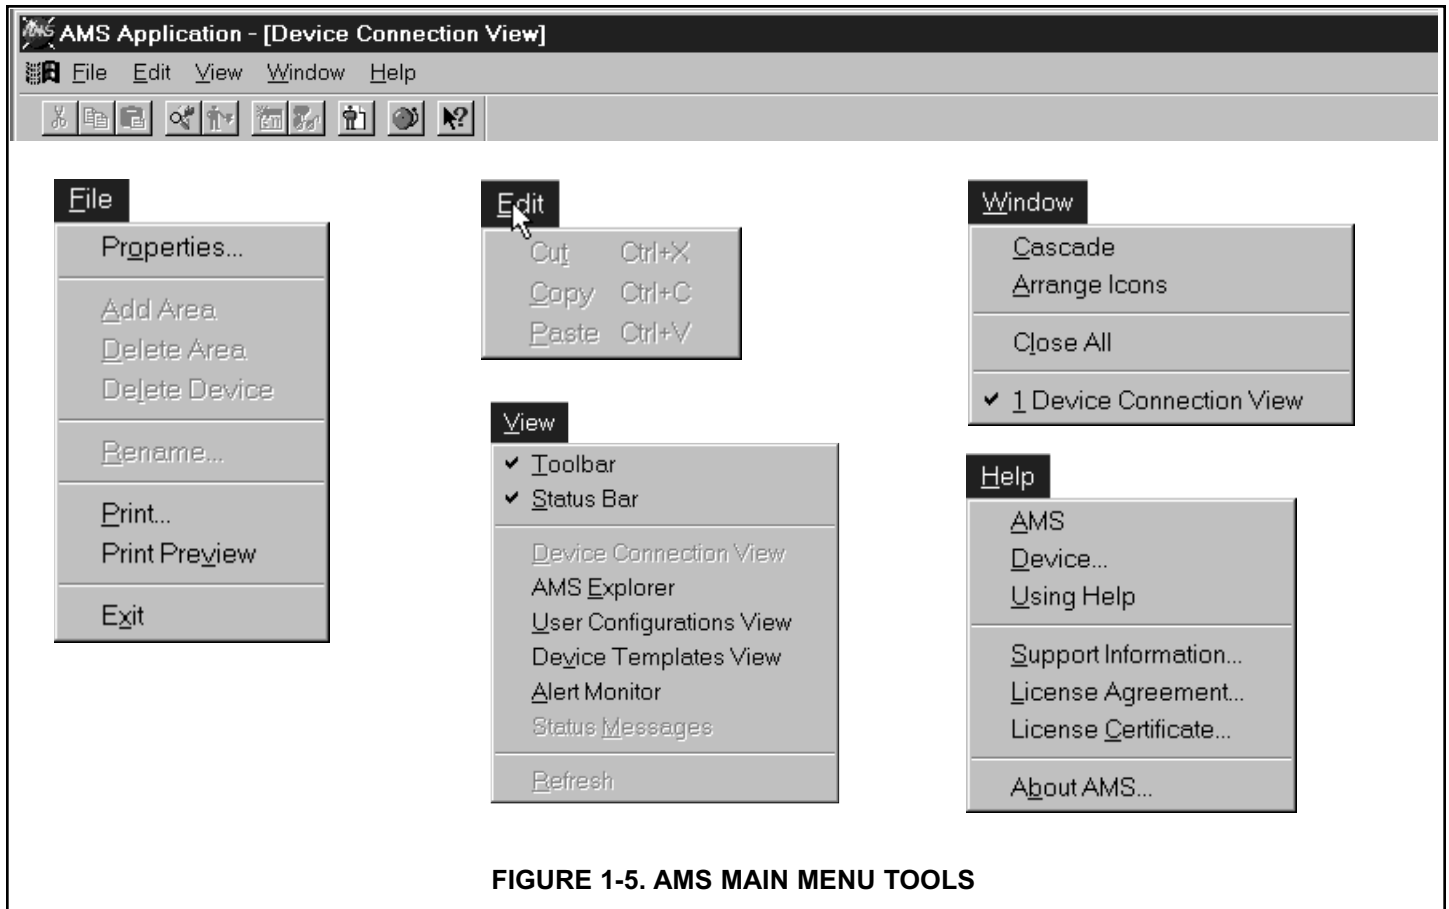 AMS Application - [Device Connection View]
File Edit View Window Help
File
Properties...
Add Area
Delete Area
Delete Device
Rename...
Print...
Print Preview
Exit
Edit
Cut Ctrl+X
Copy Ctrl+C
Paste Ctrl+V
View
Toolbar
Status Bar
Device Connection View
AMS Explorer
User Configurations View
Device Templates View
Alert Monitor
Status Messages
Refresh
Window
Cascade
Arrange Icons
Close All
1 Device Connection View
Help
AMS
Device...
Using Help
Support Information...
License Agreement...
License Certificate...
About AMS...
FIGURE 1-5. AMS MAIN MENU TOOLS